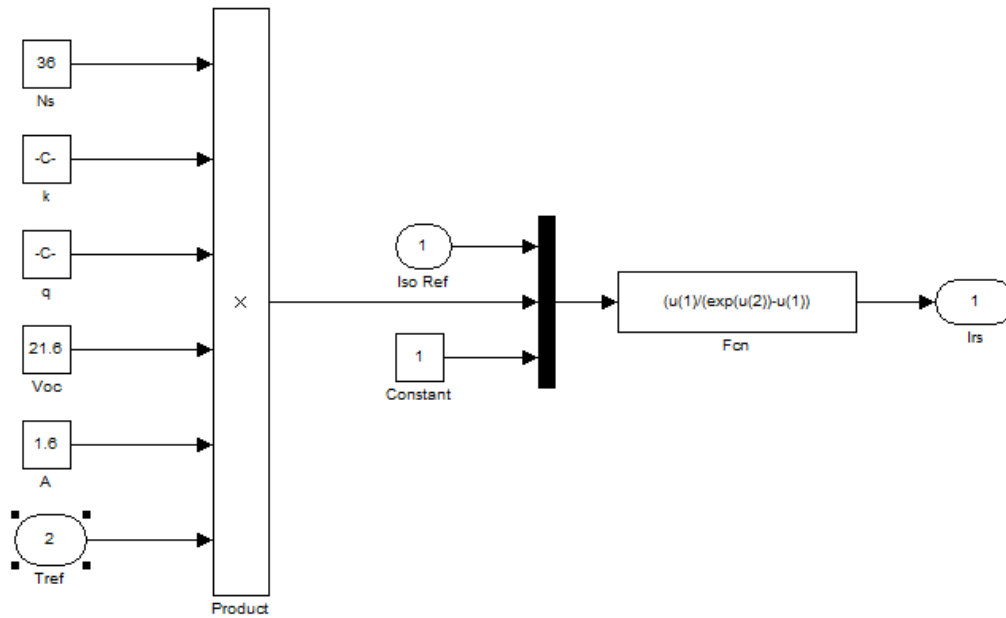 36
Ns
-C-
k
-C-
q
21.6
Voc
1.6
A
2
Tref
×
Product
1
Iso Ref
1
Constant
(u(1)/(exp(u(2))-u(1))
Fcn
1
Irs